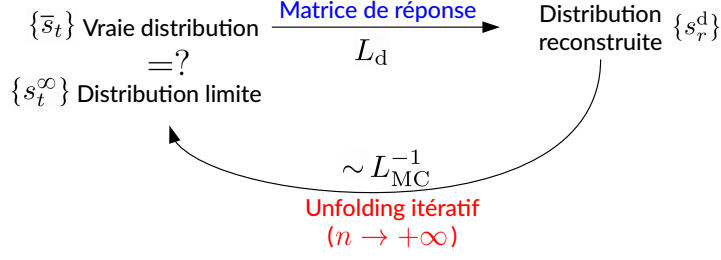 {s̅_t} Vraie distribution
=?
{s_t^∞} Distribution limite
Matrice de réponse
L_d
Distribution
reconstruite {s_r^d}
∼ L_MC^−1
Unfolding itératif
(n → +∞)